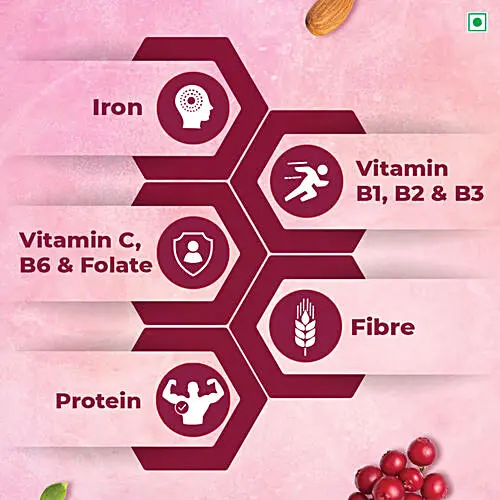 Iron
Vitamin
B1, B2 & B3
Vitamin C,
B6 & Folate
Fibre
Protein